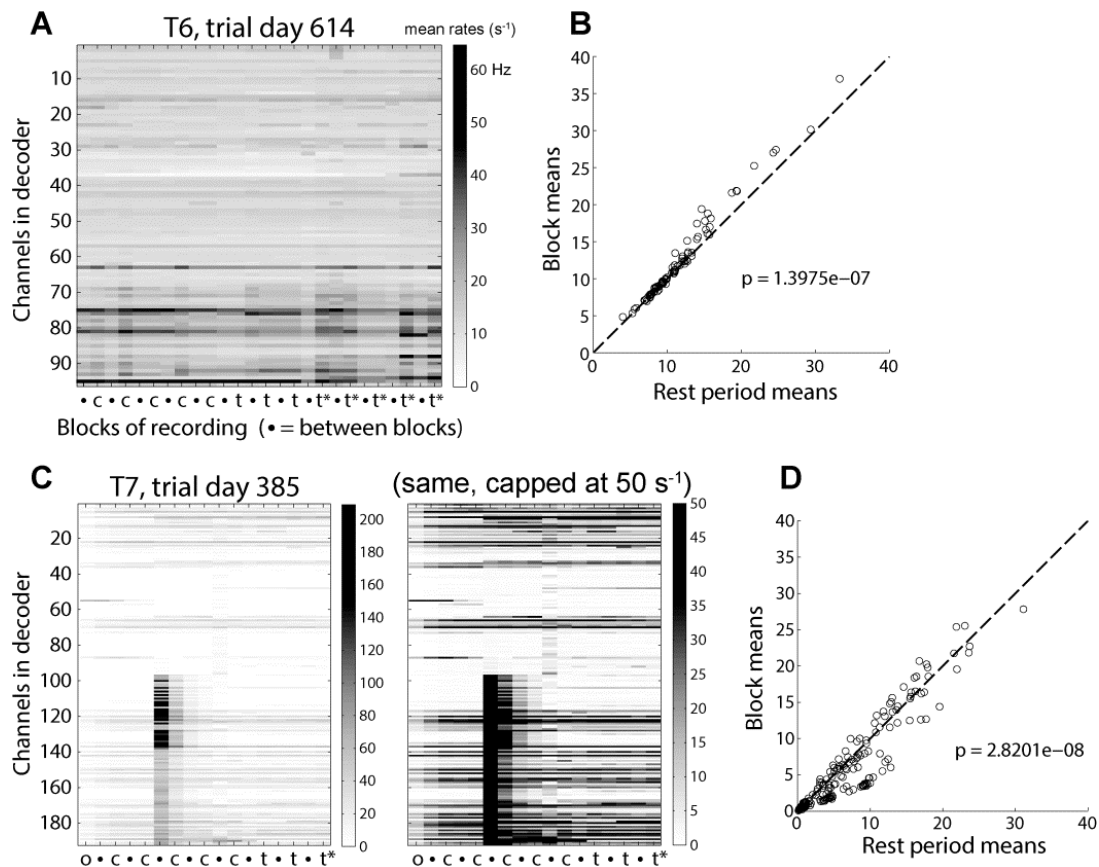 A
T6, trial day 614
mean rates (s⁻¹)
Channels in decoder
10
20
30
40
50
60
70
80
90
60 Hz
50
40
30
20
10
0
• c • c • c • c • c • t • t • t • t* • t* • t* • t* • t*
Blocks of recording (• = between blocks)
B
Block means
40
35
30
25
20
15
10
5
0
p = 1.3975e−07
10 20 30 40
Rest period means
C
T7, trial day 385
Channels in decoder
20
40
60
80
100
120
140
160
180
200
180
160
140
120
100
80
60
40
20
0
o • c • c • c • c • c • t • t • t*
(same, capped at 50 s⁻¹)
50
45
40
35
30
25
20
15
10
5
0
o • c • c • c • c • c • t • t • t*
D
Block means
40
35
30
25
20
15
10
5
0
p = 2.8201e−08
0 10 20 30 40
Rest period means